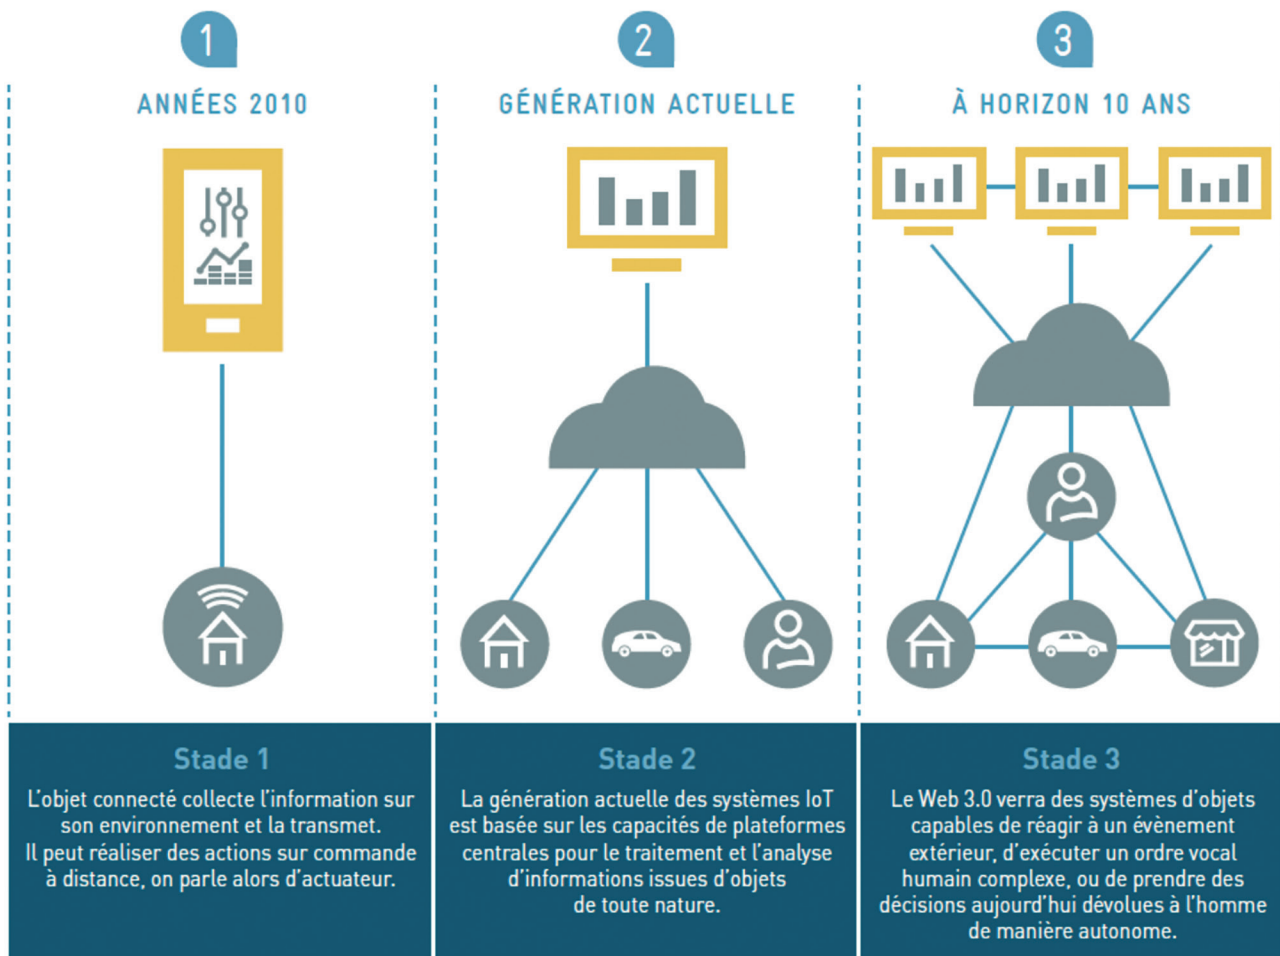 1
ANNÉES 2010
Stade 1
L'objet connecté collecte l'information sur
son environnement et la transmet.
Il peut réaliser des actions sur commande
à distance, on parle alors d'actuateur.
2
GÉNÉRATION ACTUELLE
Stade 2
La génération actuelle des systèmes IoT
est basée sur les capacités de plateformes
centrales pour le traitement et l'analyse
d'informations issues d'objets
de toute nature.
3
À HORIZON 10 ANS
Stade 3
Le Web 3.0 verra des systèmes d'objets
capables de réagir à un évènement
extérieur, d'exécuter un ordre vocal
humain complexe, ou de prendre des
décisions aujourd'hui dévolues à l'homme
de manière autonome.